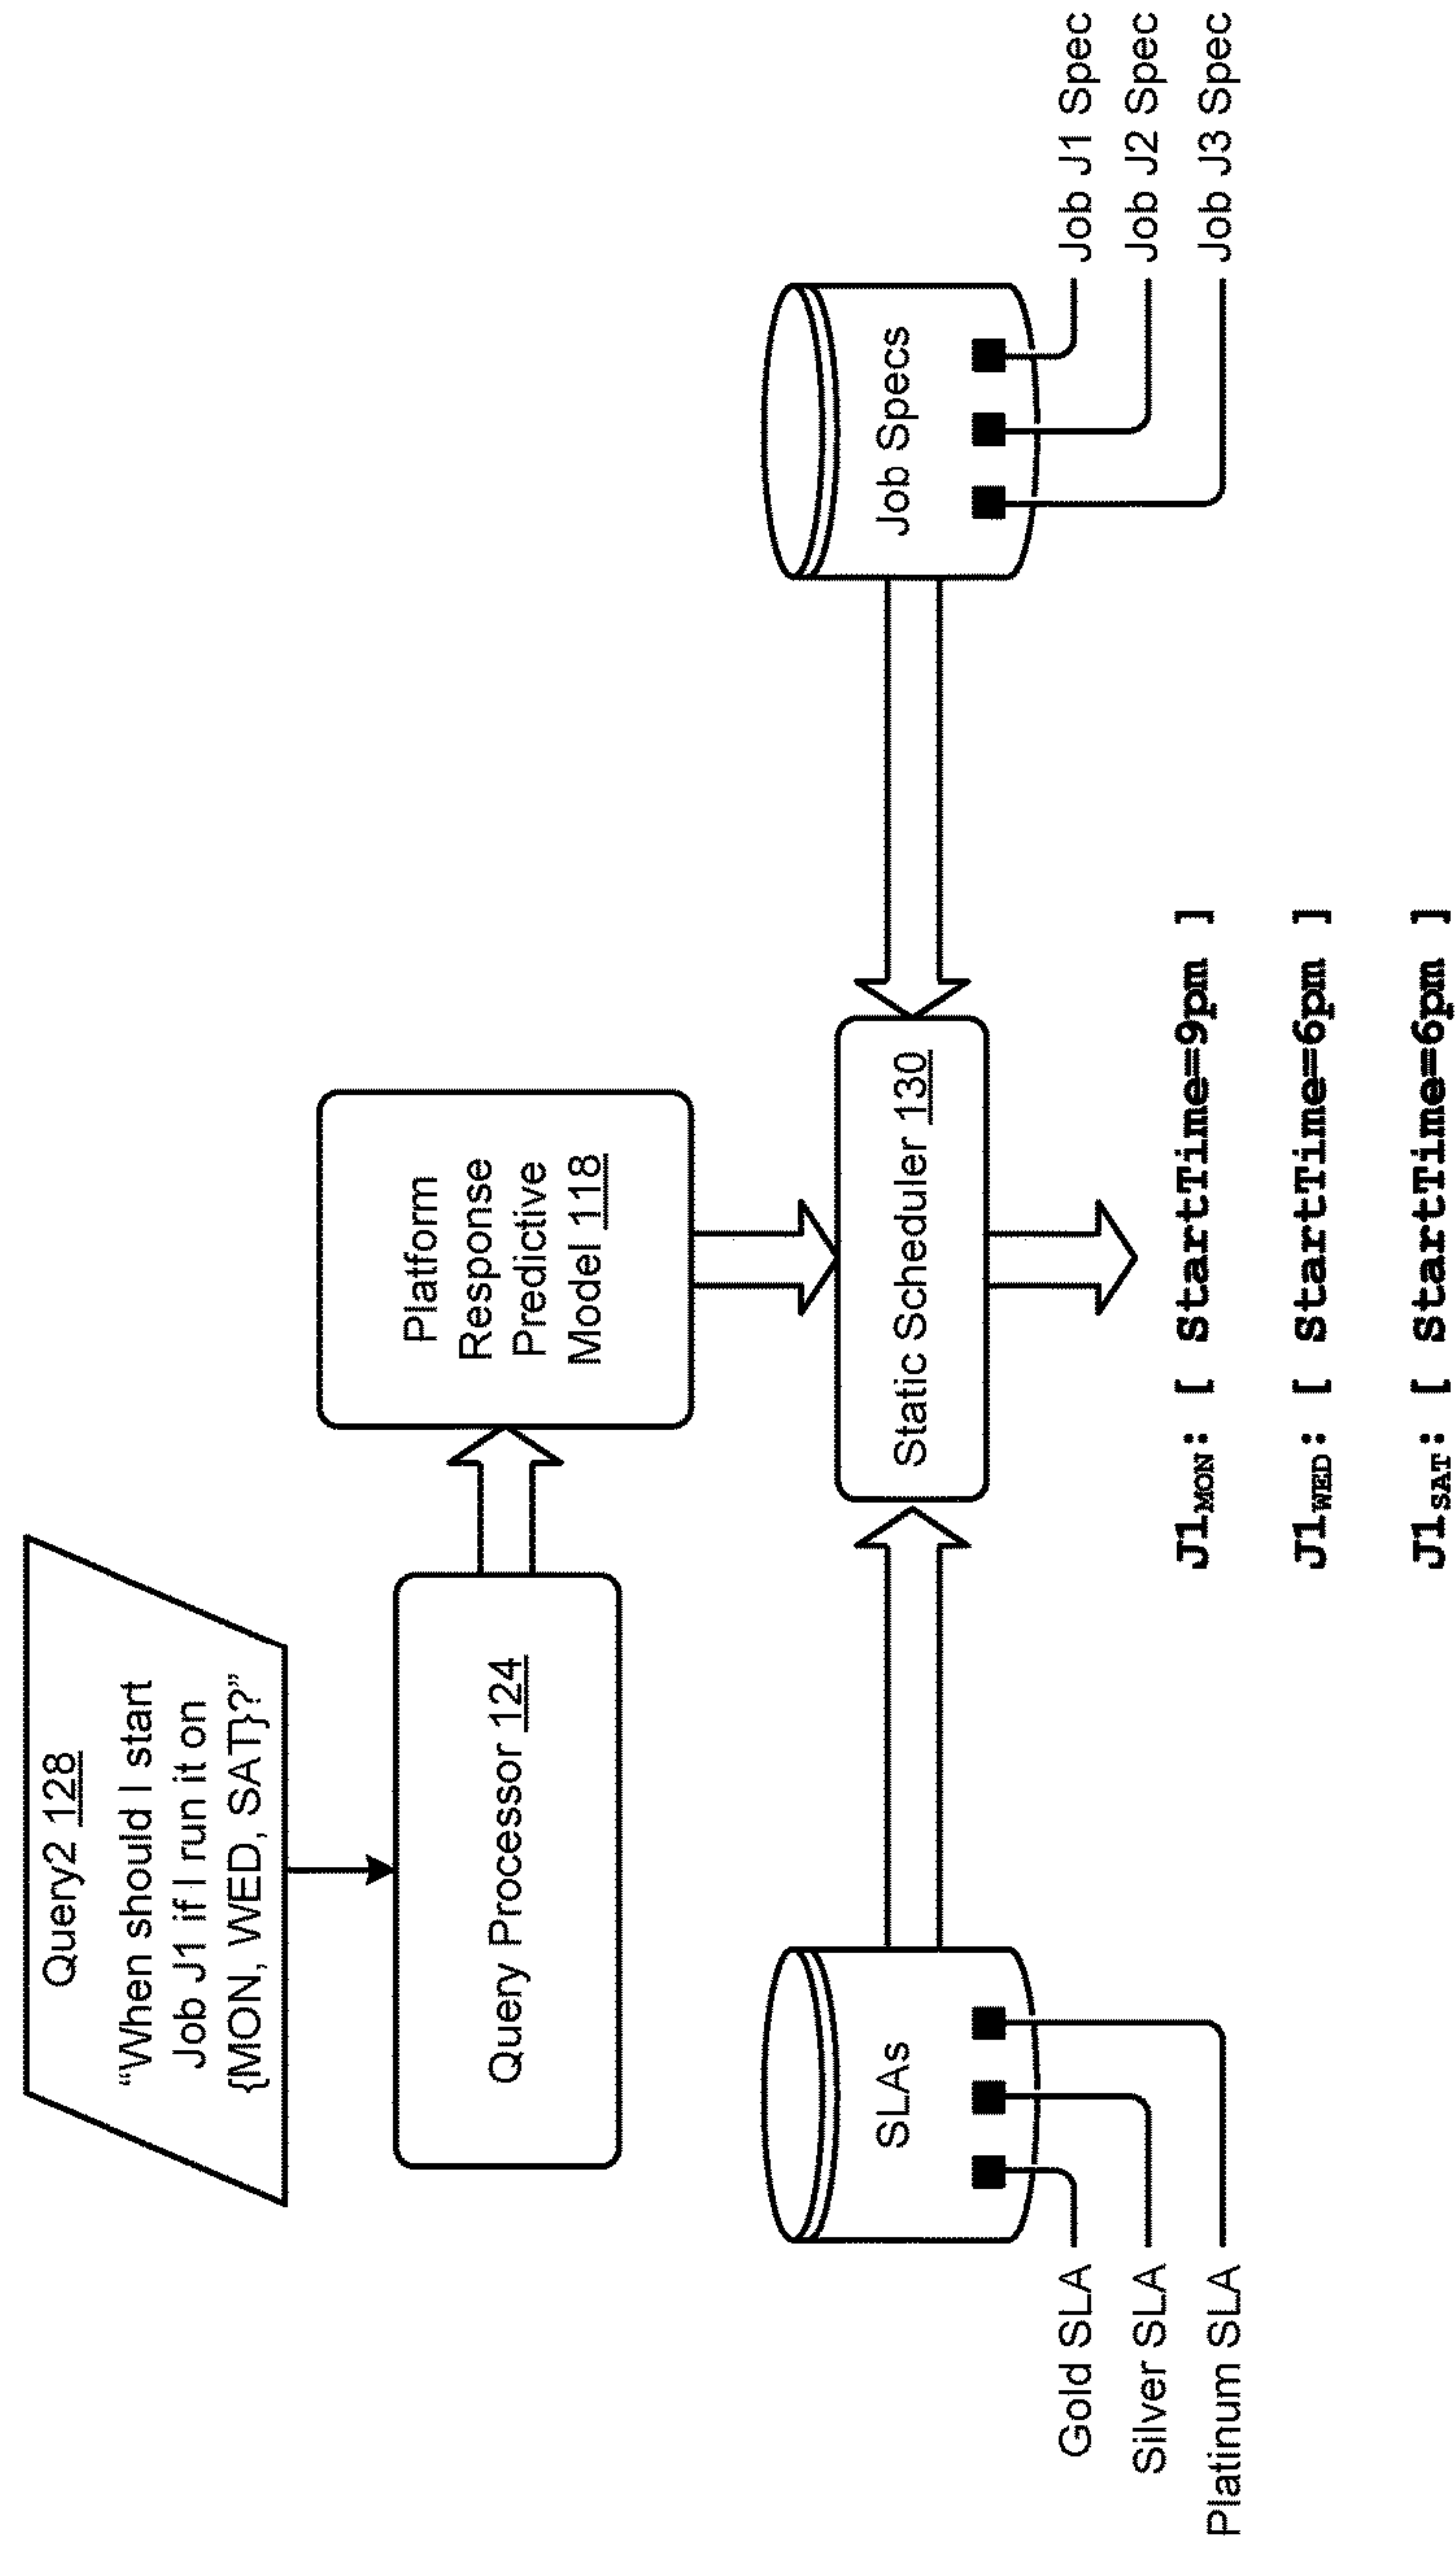 Query2 128
“When should I start
Job J1 if I run it on
{MON, WED, SAT}?”
Query Processor 124
Platform
Response
Predictive
Model 118
SLAs
Gold SLA
Silver SLA
Platinum SLA
Static Scheduler 130
Job Specs
Job J1 Spec
Job J2 Spec
Job J3 Spec
J1MON: [ StartTime=9pm ]
J1WED: [ StartTime=6pm ]
J1SAT: [ StartTime=6pm ]